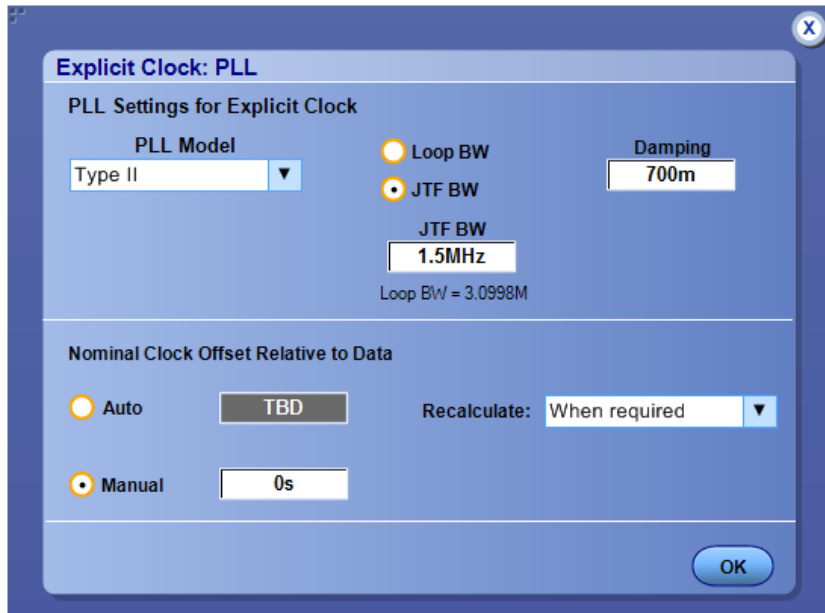 X
Explicit Clock: PLL
PLL Settings for Explicit Clock
PLL Model
Type II
Loop BW
JTF BW
JTF BW
1.5MHz
Loop BW = 3.0998M
Damping
700m
Nominal Clock Offset Relative to Data
Auto
TBD
Recalculate:
When required
Manual
0s
OK